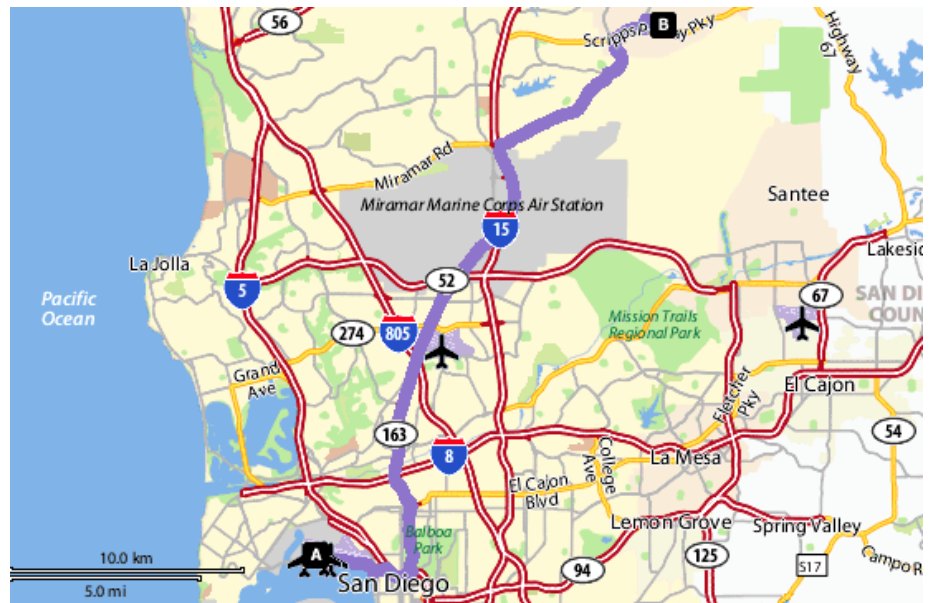 56
Scripps P
B
y Pky
Highway
67
Miramar Rd
Miramar Marine Corps Air Station
Santee
15
La Jolla
Lakesid
5
52
67
SAN DI
COUN
Pacific
Ocean
274
805
Mission Trails
Regional Park
Grand
Ave
Fletcher
Pky
El Cajon
163
8
54
College
Ave
La Mesa
El Cajon
Blvd
Lemon Grove
Spring Valley
Balboa
Park
A
10.0 km
San Diego
94
125
S17
Campo R
5.0 mi